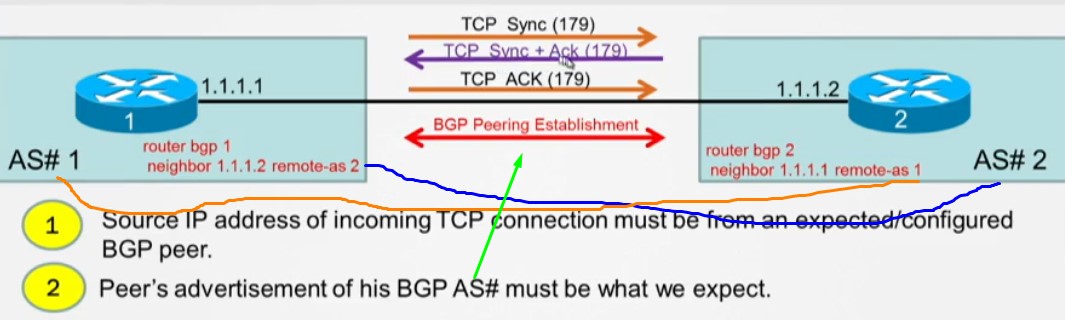 TCP Sync (179)
TCP Sync + Ack (179)
TCP ACK (179)
1.1.1.1
1.1.1.2
1
2
BGP Peering Establishment
router bgp 1
neighbor 1.1.1.2 remote-as 2
AS# 1
router bgp 2
neighbor 1.1.1.1 remote-as 1
AS# 2
1
Source IP address of incoming TCP connection must be from an expected/configured
BGP peer.
2
Peer's advertisement of his BGP AS# must be what we expect.